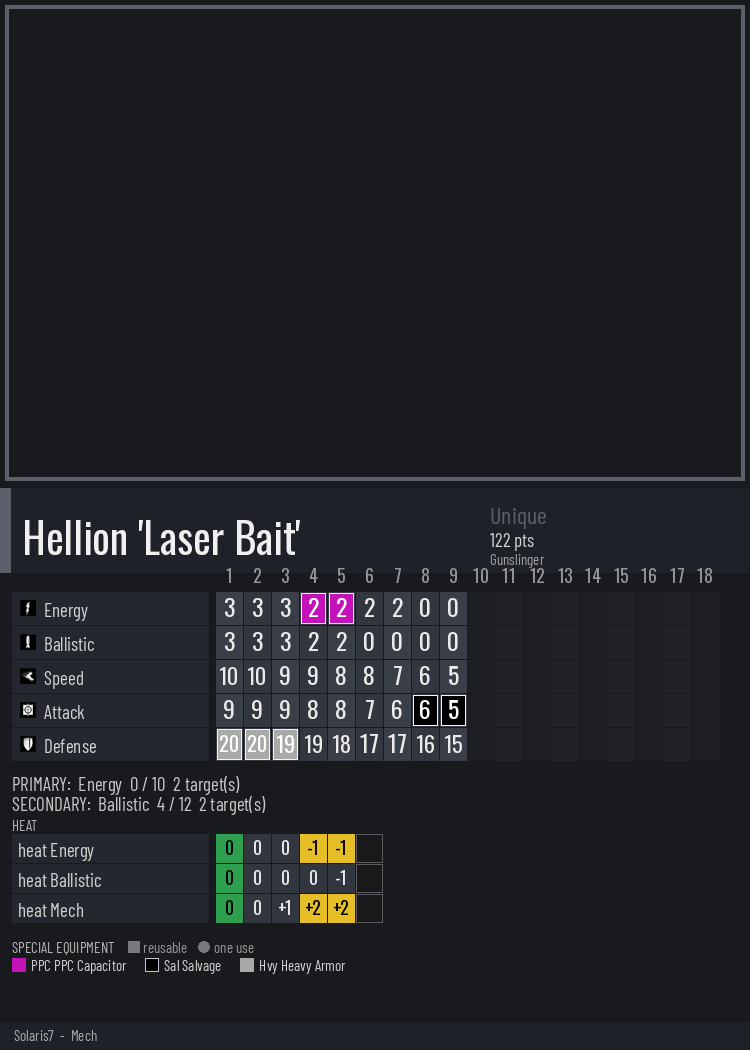 Hellion 'Laser Bait'
Unique
122 pts
Gunslinger
1 2 3 4 5 6 7 8 9 10 11 12 13 14 15 16 17 18
Energy 3 3 3 2 2 2 2 0 0
Ballistic 3 3 3 2 2 0 0 0 0
Speed 10 10 9 9 8 8 7 6 5
Attack 9 9 9 8 8 7 6 6 5
Defense 20 20 19 19 18 17 17 16 15
PRIMARY: Energy 0 / 10 2 target(s)
SECONDARY: Ballistic 4 / 12 2 target(s)
HEAT
heat Energy 0 0 0 -1 -1
heat Ballistic 0 0 0 0 -1
heat Mech 0 0 +1 +2 +2
SPECIAL EQUIPMENT reusable one use
PPC PPC Capacitor Sal Salvage Hvy Heavy Armor
Solaris7 - Mech